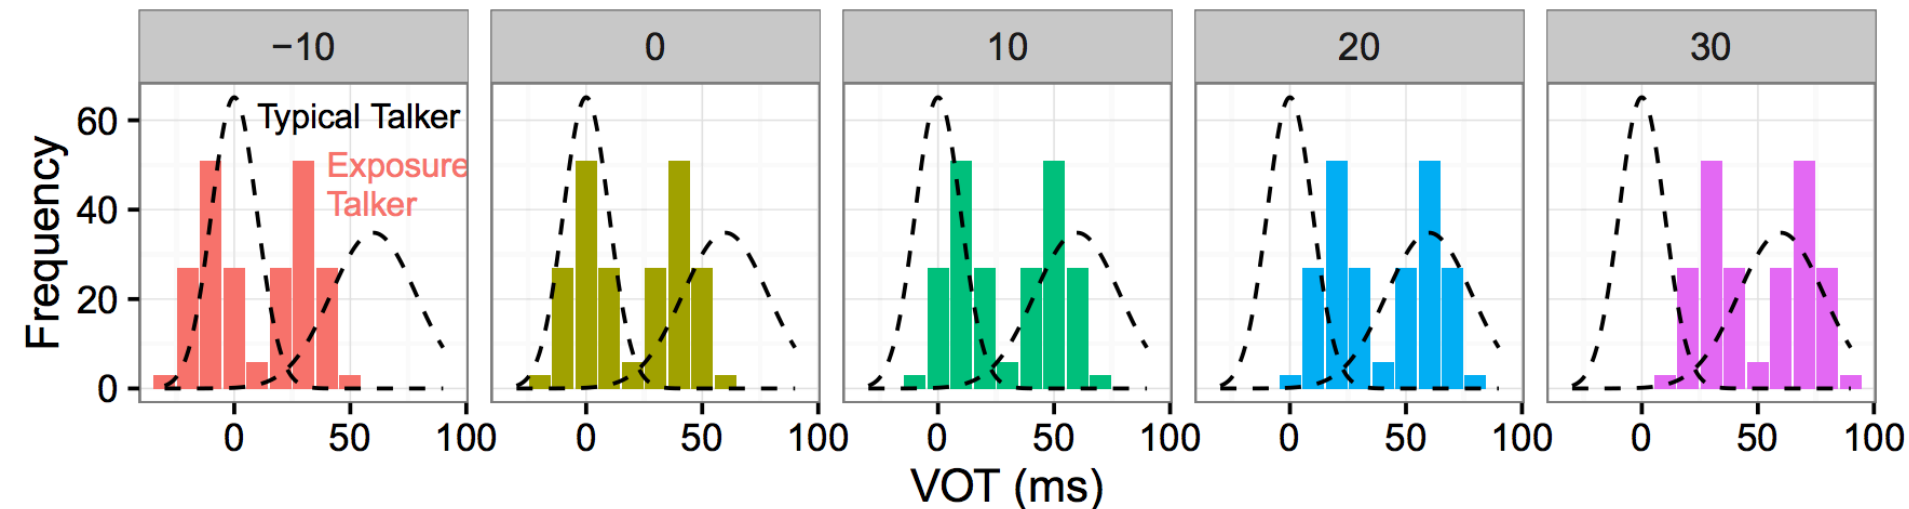 −10 0 10 20 30
Typical Talker
Exposure
Talker
Frequency
60
40
20
0
0 50 100 0 50 100 0 50 100 0 50 100 0 50 100
VOT (ms)